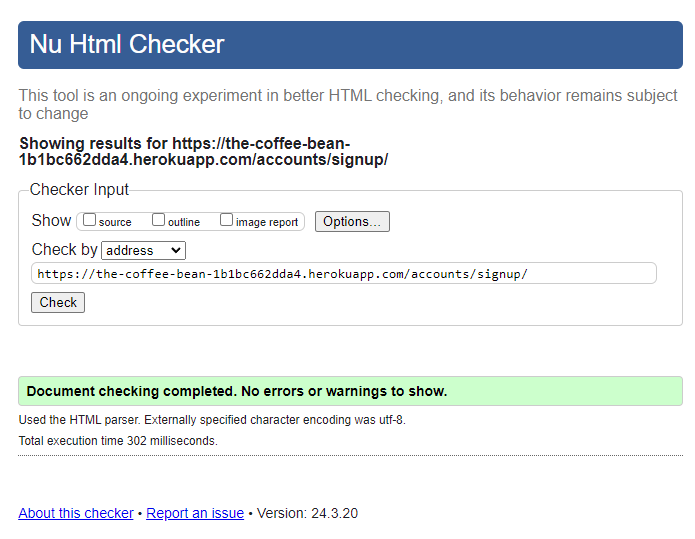 Nu Html Checker
This tool is an ongoing experiment in better HTML checking, and its behavior remains subject
to change
Showing results for https://the-coffee-bean-
1b1bc662dda4.herokuapp.com/accounts/signup/
Checker Input
Show source outline image report Options...
Check by address
https://the-coffee-bean-1b1bc662dda4.herokuapp.com/accounts/signup/
Check
Document checking completed. No errors or warnings to show.
Used the HTML parser. Externally specified character encoding was utf-8.
Total execution time 302 milliseconds.
About this checker • Report an issue • Version: 24.3.20